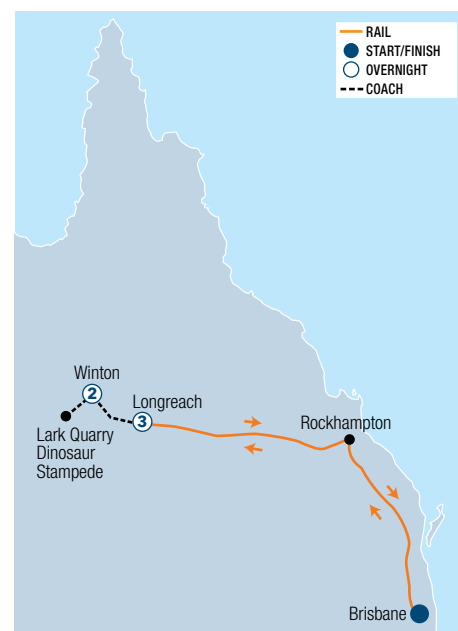 RAIL
START/FINISH
OVERNIGHT
COACH
Winton
2
Longreach
3
Lark Quarry
Dinosaur
Stampede
Rockhampton
Brisbane